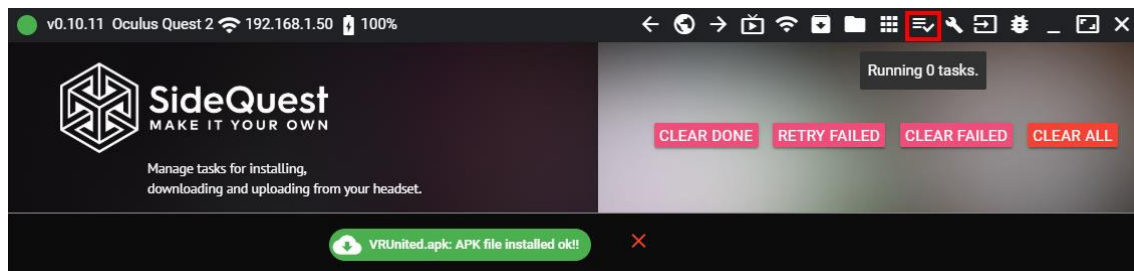 v0.10.11 Oculus Quest 2 192.168.1.50 100%
Running 0 tasks.
SideQuest
MAKE IT YOUR OWN
CLEAR DONE RETRY FAILED CLEAR FAILED CLEAR ALL
Manage tasks for installing,
downloading and uploading from your headset.
VRUnited.apk: APK file installed ok!!